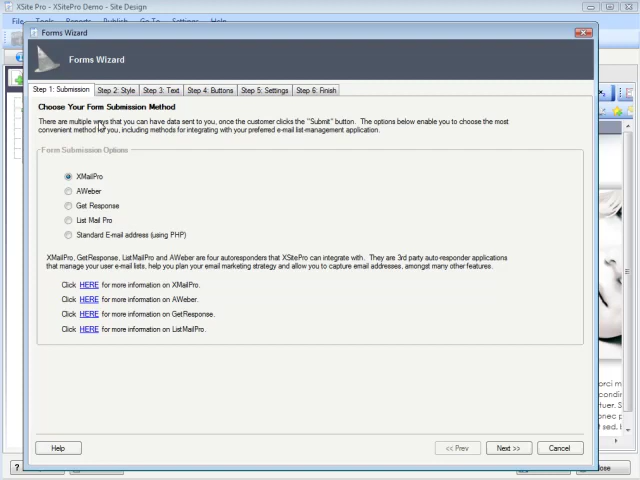 XSite Pro - XSitePro Demo - Site Design
File Tools Reports Publish Go To Settings Help
Forms Wizard
Forms Wizard
Step 1: Submission Step 2: Style Step 3: Text Step 4: Buttons Step 5: Settings Step 6: Finish
Choose Your Form Submission Method
There are multiple ways that you can have data sent to you, once the customer clicks the "Submit" button. The options below enable you to choose the most
convenient method for you, including methods for integrating with your preferred e-mail list-management application.
Form Submission Options
XMailPro
AWeber
Get Response
List Mail Pro
Standard E-mail address (using PHP)
XMailPro, GetResponse, ListMailPro and AWeber are four autoresponders that XSitePro can integrate with. They are 3rd party auto-responder applications
that manage your user e-mail lists, help you plan your email marketing strategy and allow you to capture email addresses, amongst many other features.
Click HERE for more information on XMailPro.
Click HERE for more information on AWeber.
Click HERE for more information on GetResponse.
Click HERE for more information on ListMailPro.
Help << Prev Next >> Cancel